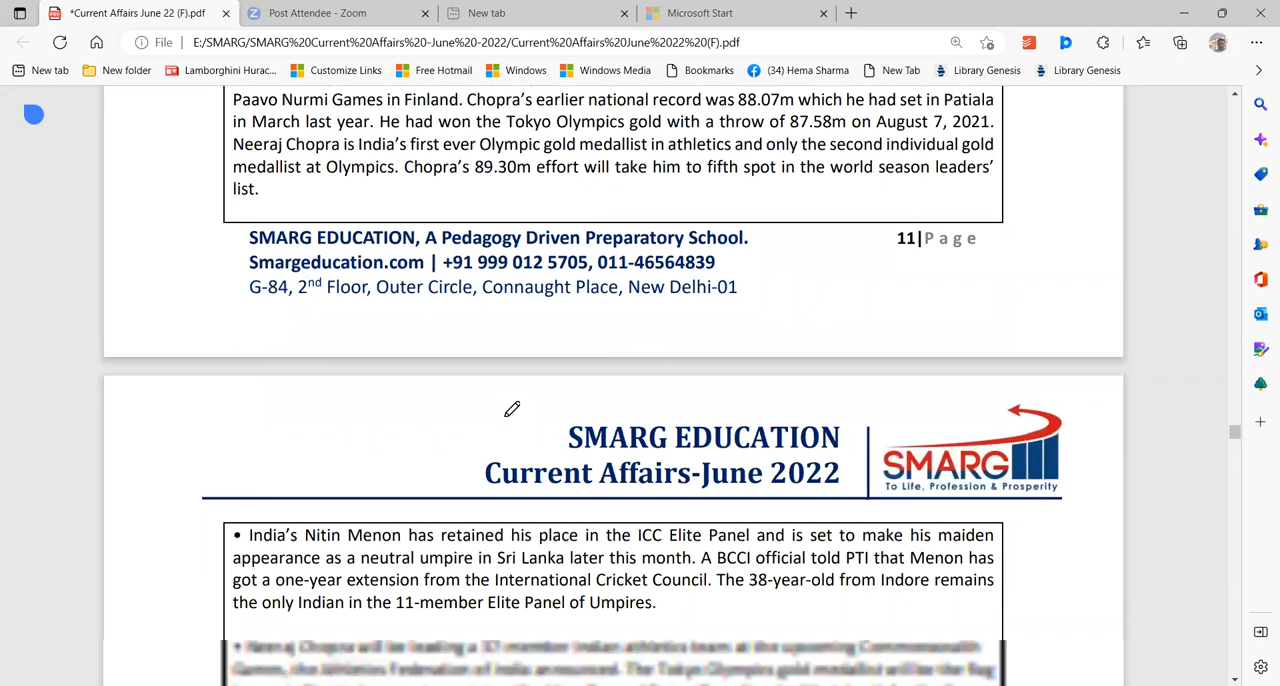 *Current Affairs June 22 (F).pdf
Post Attendee - Zoom
New tab
Microsoft Start
File
E:/SMARG/SMARG%20Current%20Affairs%20-June%20-2022/Current%20Affairs%20June%2022%20(F).pdf
New tab
New folder
Lamborghini Hurac...
Customize Links
Free Hotmail
Windows
Windows Media
Bookmarks
(34) Hema Sharma
New Tab
Library Genesis
Library Genesis
Paavo Nurmi Games in Finland. Chopra's earlier national record was 88.07m which he had set in Patiala
in March last year. He had won the Tokyo Olympics gold with a throw of 87.58m on August 7, 2021.
Neeraj Chopra is India's first ever Olympic gold medallist in athletics and only the second individual gold
medallist at Olympics. Chopra's 89.30m effort will take him to fifth spot in the world season leaders'
list.
SMARG EDUCATION, A Pedagogy Driven Preparatory School.
11|Page
Smargeducation.com | +91 999 012 5705, 011-46564839
G-84, 2nd Floor, Outer Circle, Connaught Place, New Delhi-01
SMARG EDUCATION
Current Affairs-June 2022
SMARG
To Life, Profession & Prosperity
• India's Nitin Menon has retained his place in the ICC Elite Panel and is set to make his maiden
appearance as a neutral umpire in Sri Lanka later this month. A BCCI official told PTI that Menon has
got a one-year extension from the International Cricket Council. The 38-year-old from Indore remains
the only Indian in the 11-member Elite Panel of Umpires.